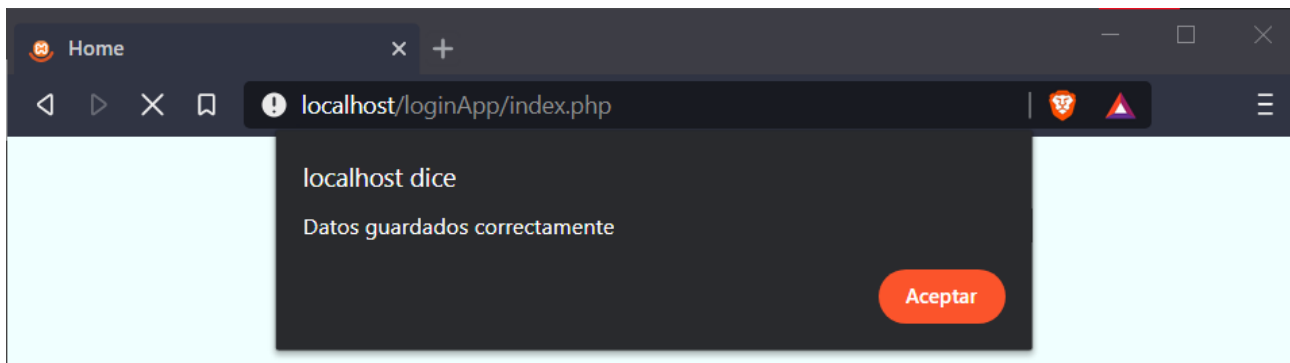 Home
localhost/loginApp/index.php
localhost dice
Datos guardados correctamente
Aceptar